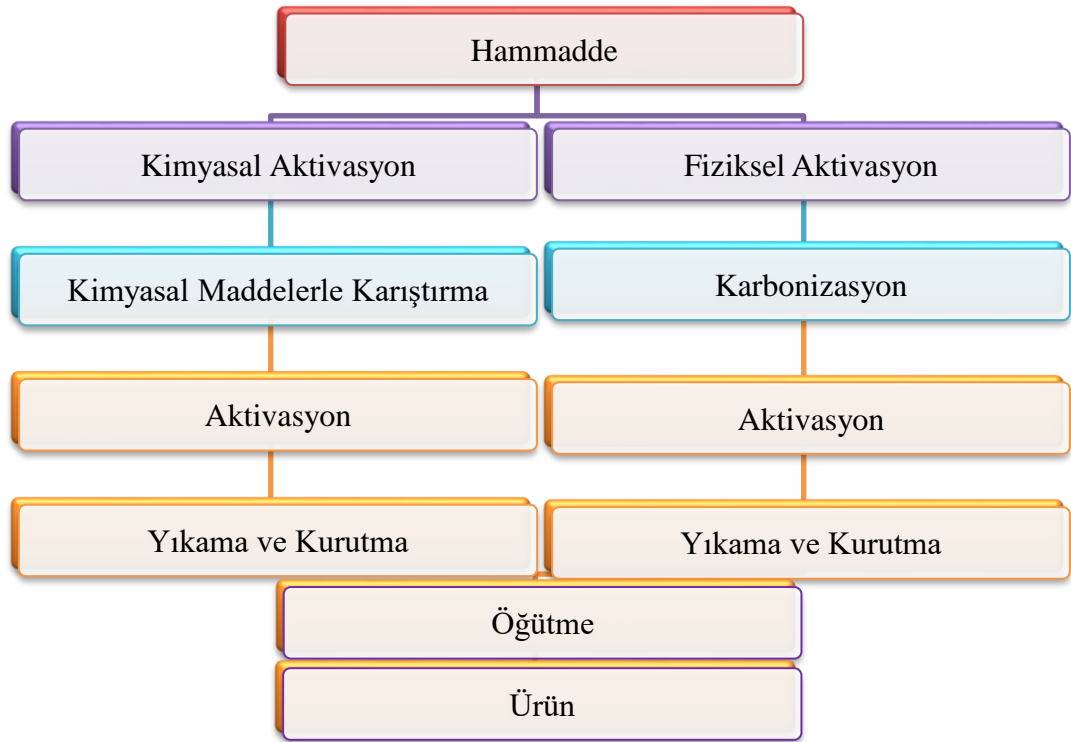 Hammadde
Kimyasal Aktivasyon
Fiziksel Aktivasyon
Kimyasal Maddelerle Karıştırma
Karbonizasyon
Aktivasyon
Aktivasyon
Yıkama ve Kurutma
Yıkama ve Kurutma
Öğütme
Ürün